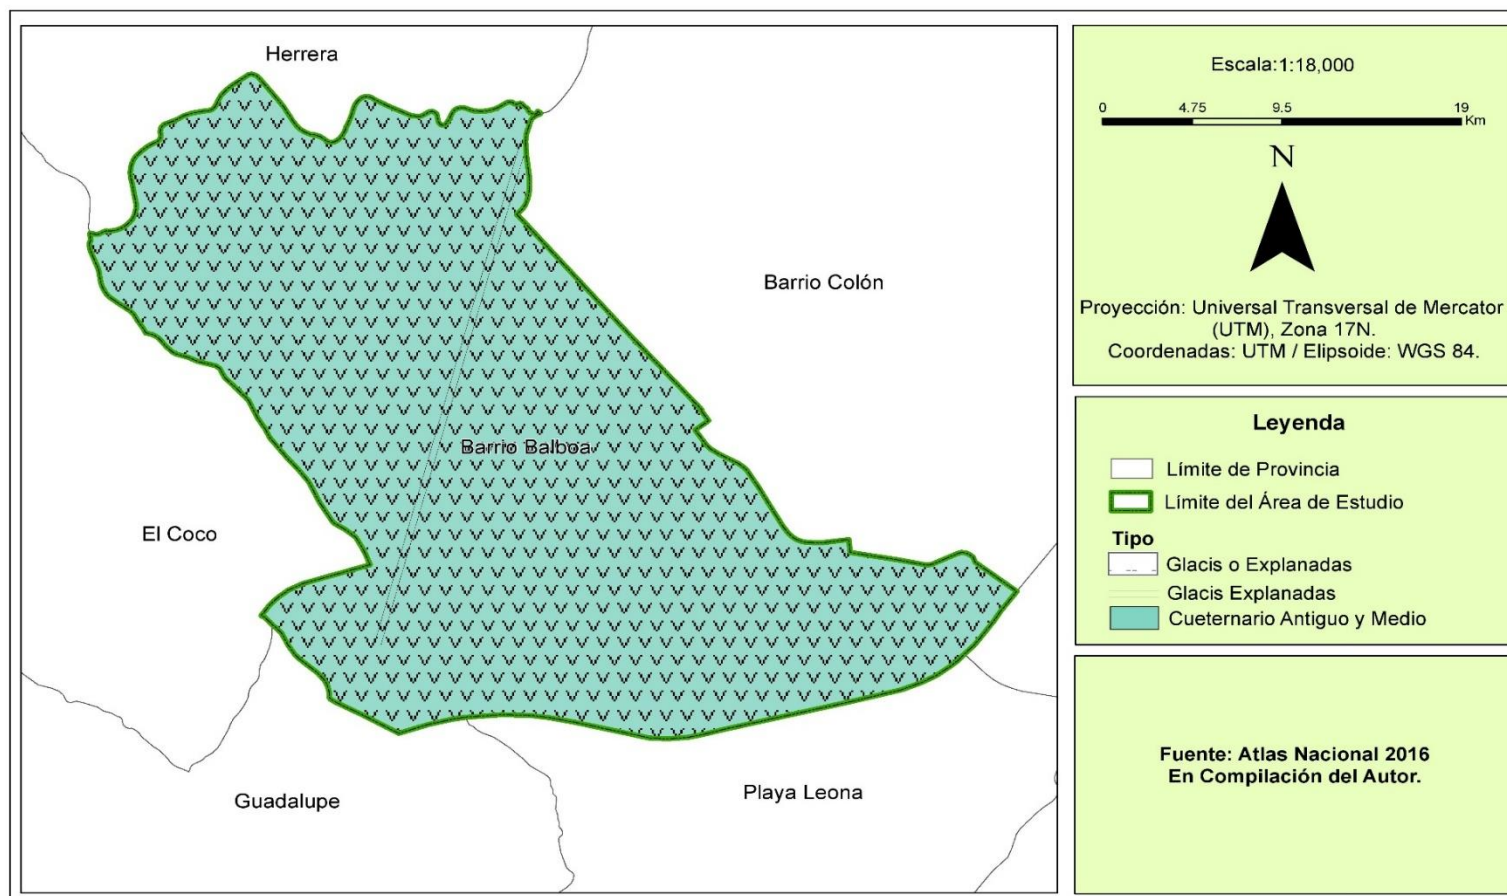 Herrera
Barrio Colón
Barrio Balboa
El Coco
Guadalupe
Playa Leona
Escala:1:18,000
0 4.75 9.5 19
Km
N
Proyección: Universal Transversal de Mercator
(UTM), Zona 17N.
Coordenadas: UTM / Elipsoide: WGS 84.
Leyenda
Límite de Provincia
Límite del Área de Estudio
Tipo
Glacis o Explanadas
Glacis Explanadas
Cueternario Antiguo y Medio
Fuente: Atlas Nacional 2016
En Compilación del Autor.